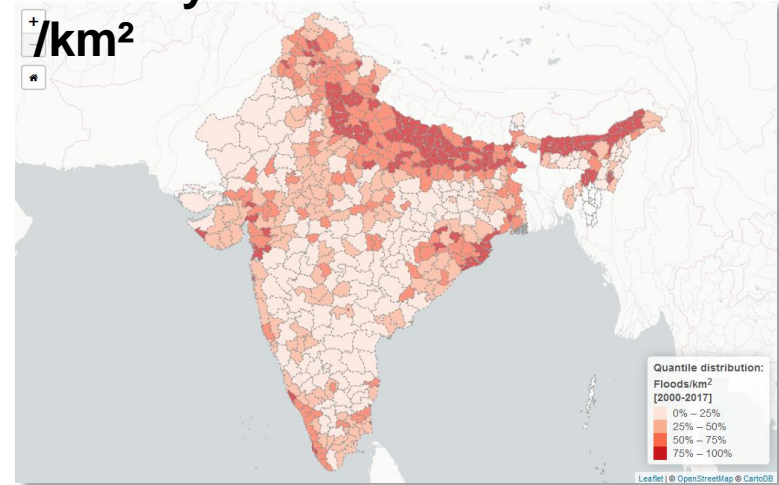 /km²
+
Quantile distribution:
Floods/km²
[2000-2017]
0% – 25%
25% – 50%
50% – 75%
75% – 100%
Leaflet | © OpenStreetMap © CartoDB